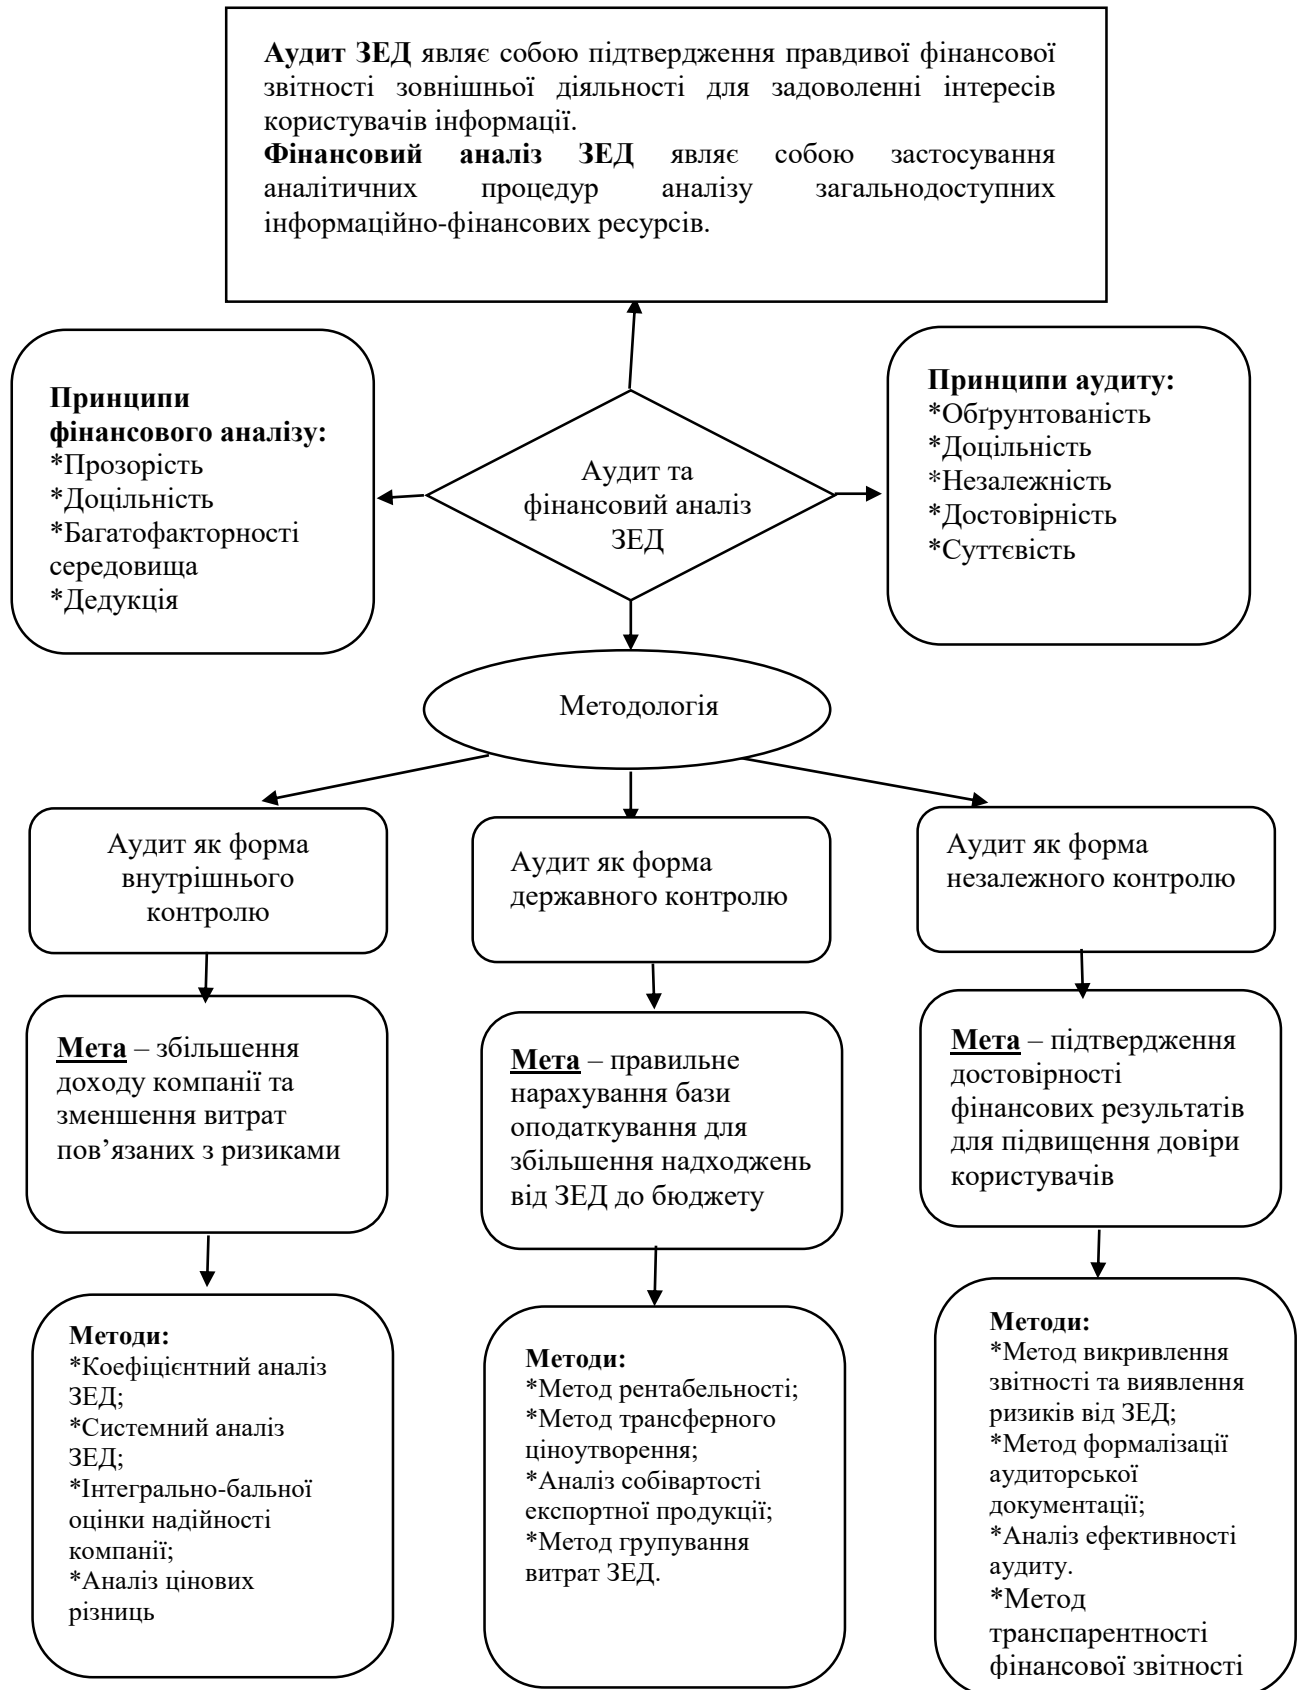 Аудит ЗЕД являє собою підтвердження правдивої фінансової
звітності зовнішньої діяльності для задоволенні інтересів
користувачів інформації.
Фінансовий аналіз ЗЕД являє собою застосування
аналітичних процедур аналізу загальнодоступних
інформаційно-фінансових ресурсів.
Принципи
фінансового аналізу:
*Прозорість
*Доцільність
*Багатофакторності
середовища
*Дедукція
Аудит та
фінансовий аналіз
ЗЕД
Принципи аудиту:
*Обґрунтованість
*Доцільність
*Незалежність
*Достовірність
*Суттєвість
Методологія
Аудит як форма
внутрішнього
контролю
Аудит як форма
державного контролю
Аудит як форма
незалежного контролю
Мета – збільшення
доходу компанії та
зменшення витрат
пов’язаних з ризиками
Мета – правильне
нарахування бази
оподаткування для
збільшення надходжень
від ЗЕД до бюджету
Мета – підтвердження
достовірності
фінансових результатів
для підвищення довіри
користувачів
Методи:
*Коефіцієнтний аналіз
ЗЕД;
*Системний аналіз
ЗЕД;
*Інтегрально-бальної
оцінки надійності
компанії;
*Аналіз цінових
різниць
Методи:
*Метод рентабельності;
*Метод трансферного
ціноутворення;
*Аналіз собівартості
експортної продукції;
*Метод групування
витрат ЗЕД.
Методи:
*Метод викривлення
звітності та виявлення
ризиків від ЗЕД;
*Метод формалізації
аудиторської
документації;
*Аналіз ефективності
аудиту.
*Метод
транспарентності
фінансової звітності